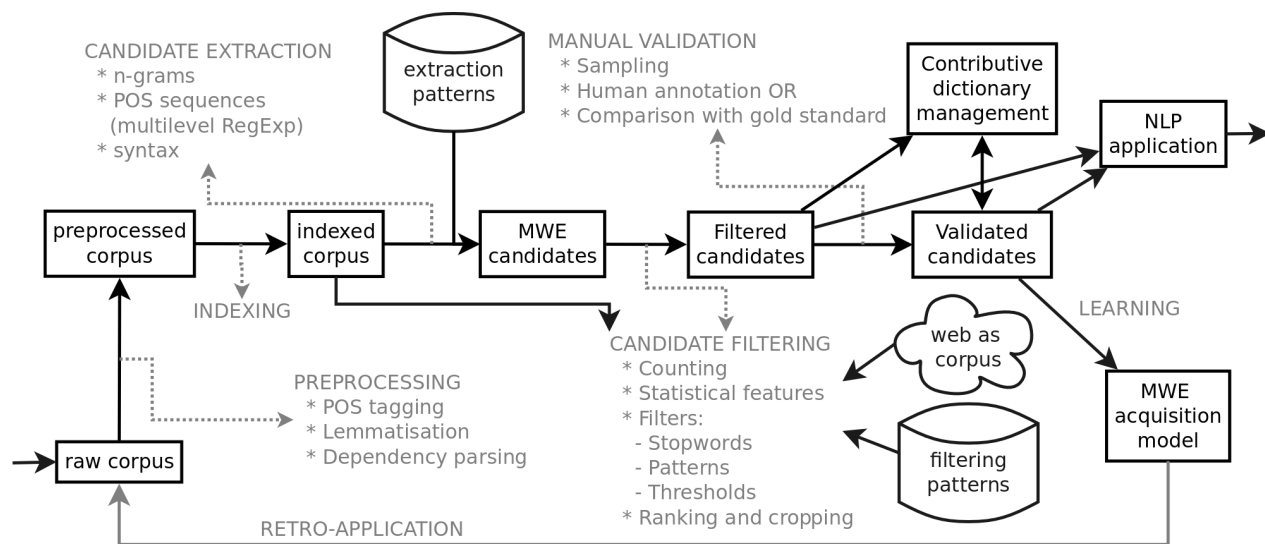 CANDIDATE EXTRACTION
* n-grams
* POS sequences
(multilevel RegExp)
* syntax
extraction
patterns
MANUAL VALIDATION
* Sampling
* Human annotation OR
* Comparison with gold standard
Contributive
dictionary
management
NLP
application
preprocessed
corpus
indexed
corpus
MWE
candidates
Filtered
candidates
Validated
candidates
INDEXING
LEARNING
CANDIDATE FILTERING
* Counting
* Statistical features
* Filters:
- Stopwords
- Patterns
- Thresholds
* Ranking and cropping
web as
corpus
filtering
patterns
MWE
acquisition
model
PREPROCESSING
* POS tagging
* Lemmatisation
* Dependency parsing
raw corpus
RETRO-APPLICATION